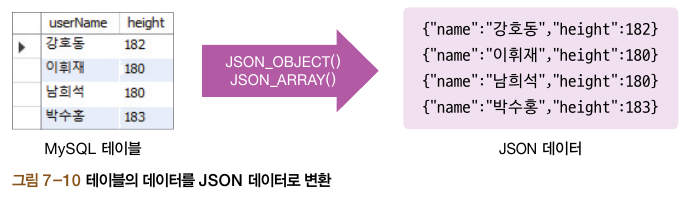 userName height
강호동 182
이휘재 180
남희석 180
박수홍 183
MySQL 테이블
JSON_OBJECT()
JSON_ARRAY()
{"name":"강호동","height":182}
{"name":"이휘재","height":180}
{"name":"남희석","height":180}
{"name":"박수홍","height":183}
JSON 데이터
그림 7-10 테이블의 데이터를 JSON 데이터로 변환